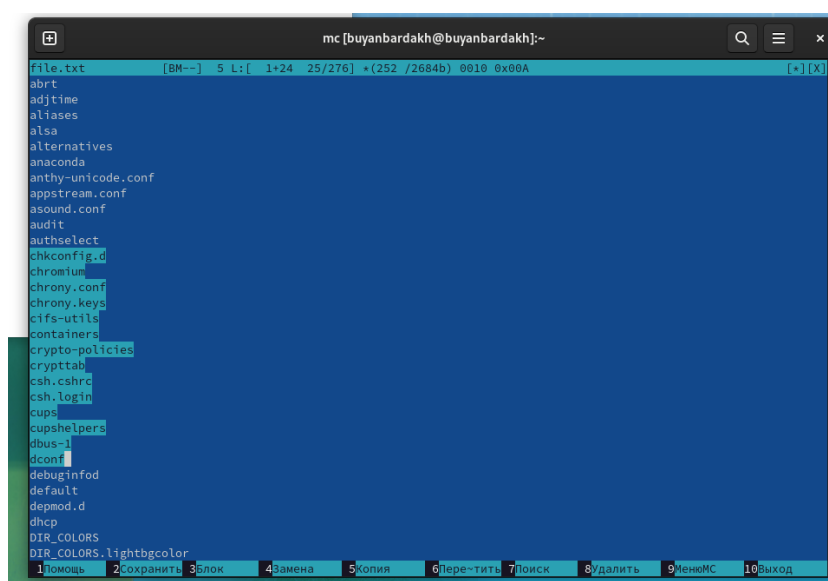 mc [buyanbardakh@buyanbardakh]:~
file.txt [BM--] 5 L:[ 1+24 25/276] *(252 /2684b) 0010 0x00A [*][X]
abrt
adjtime
aliases
alsa
alternatives
anaconda
anthy-unicode.conf
appstream.conf
asound.conf
audit
authselect
chkconfig.d
chromium
chrony.conf
chrony.keys
cifs-utils
containers
crypto-policies
crypttab
csh.cshrc
csh.login
cups
cupshelpers
dbus-1
dconf
debuginfod
default
depmod.d
dhcp
DIR_COLORS
DIR_COLORS.lightbgcolor
1Помощь 2Сохранить 3Блок 4Замена 5Копия 6Пере~тить 7Поиск 8Удалить 9МенюMC 10Выход